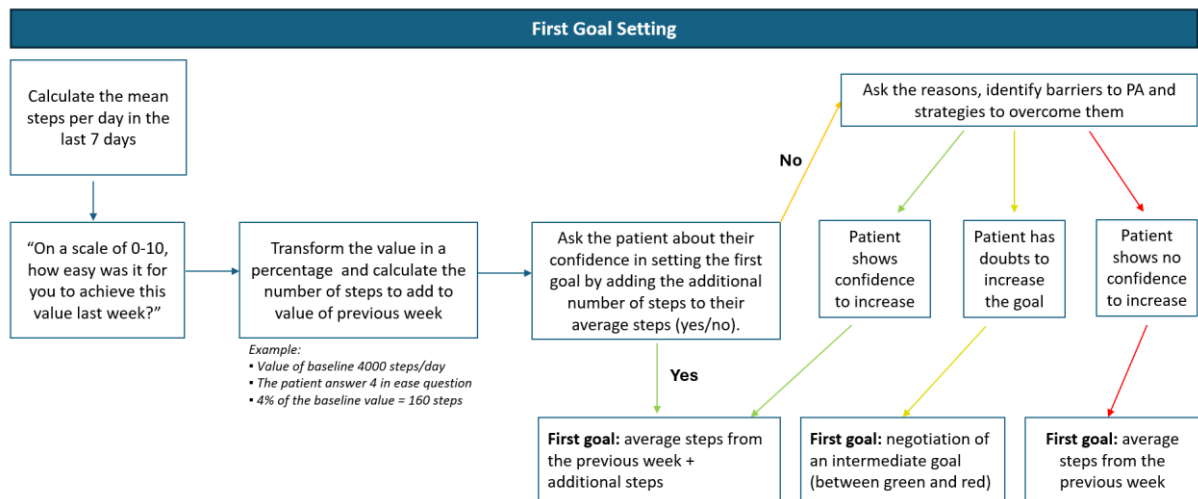 First Goal Setting
Calculate the mean
steps per day in the
last 7 days
“On a scale of 0-10,
how easy was it for
you to achieve this
value last week?”
Transform the value in a
percentage and calculate the
number of steps to add to
value of previous week
Example:
▪ Value of baseline 4000 steps/day
▪ The patient answer 4 in ease question
▪ 4% of the baseline value = 160 steps
Ask the patient about their
confidence in setting the first
goal by adding the additional
number of steps to their
average steps (yes/no).
No
Yes
Ask the reasons, identify barriers to PA and
strategies to overcome them
Patient
shows
confidence
to increase
Patient has
doubts to
increase
the goal
Patient
shows no
confidence
to increase
First goal: average steps from
the previous week +
additional steps
First goal: negotiation of
an intermediate goal
(between green and red)
First goal: average
steps from the
previous week